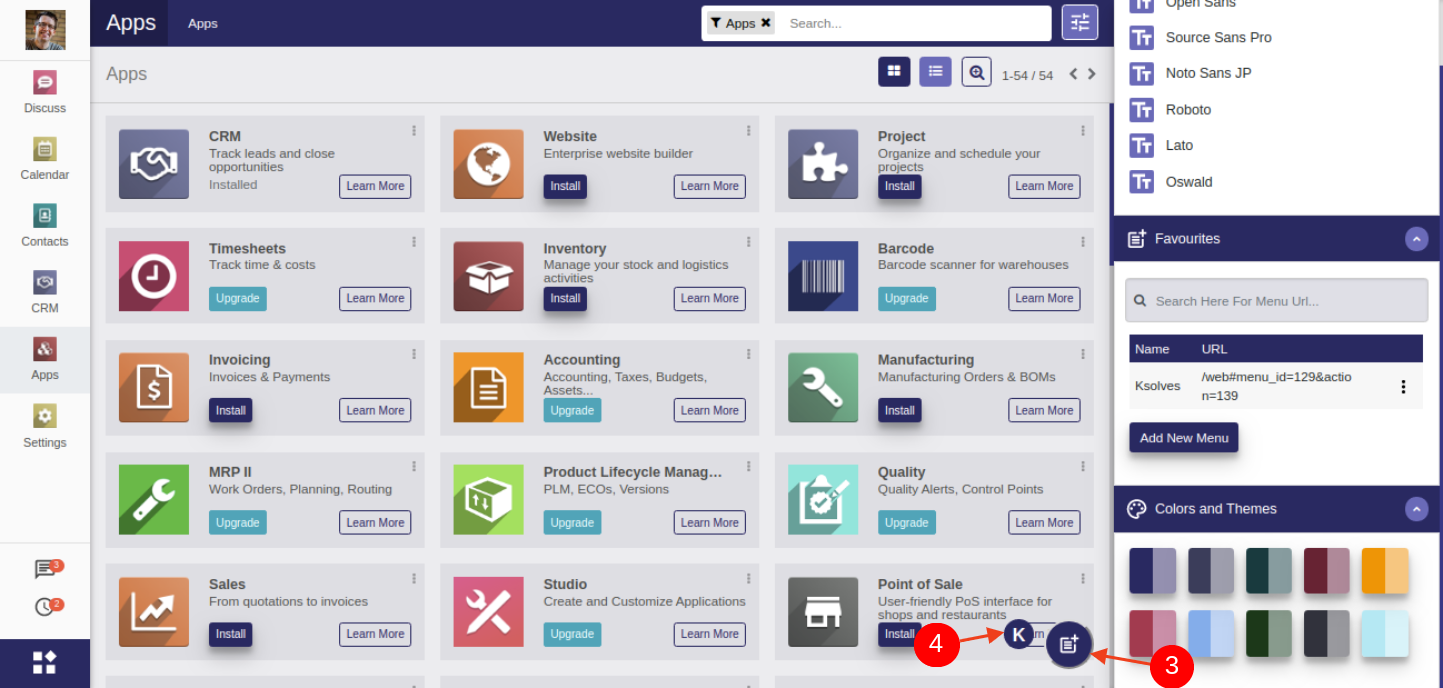 Discuss
Calendar
Contacts
CRM
Apps
Settings
3
2
Apps
Apps
Apps
Search...
Apps
1-54 / 54
CRM
Track leads and close
opportunities
Installed
Learn More
Website
Enterprise website builder
Install
Learn More
Project
Organize and schedule your
projects
Install
Learn More
Timesheets
Track time & costs
Upgrade
Learn More
Inventory
Manage your stock and logistics
activities
Install
Learn More
Barcode
Barcode scanner for warehouses
Upgrade
Learn More
Invoicing
Invoices & Payments
Install
Learn More
Accounting
Accounting, Taxes, Budgets,
Assets...
Upgrade
Learn More
Manufacturing
Manufacturing Orders & BOMs
Install
Learn More
MRP II
Work Orders, Planning, Routing
Upgrade
Learn More
Product Lifecycle Manag...
PLM, ECOs, Versions
Upgrade
Learn More
Quality
Quality Alerts, Control Points
Upgrade
Learn More
Sales
From quotations to invoices
Install
Learn More
Studio
Create and Customize Applications
Upgrade
Learn More
Point of Sale
User-friendly PoS interface for
shops and restaurants
Install
4
K
3
Open Sans
Source Sans Pro
Noto Sans JP
Roboto
Lato
Oswald
Favourites
Search Here For Menu Url...
Name URL
Ksolves /web#menu_id=129&actio
n=139
Add New Menu
Colors and Themes